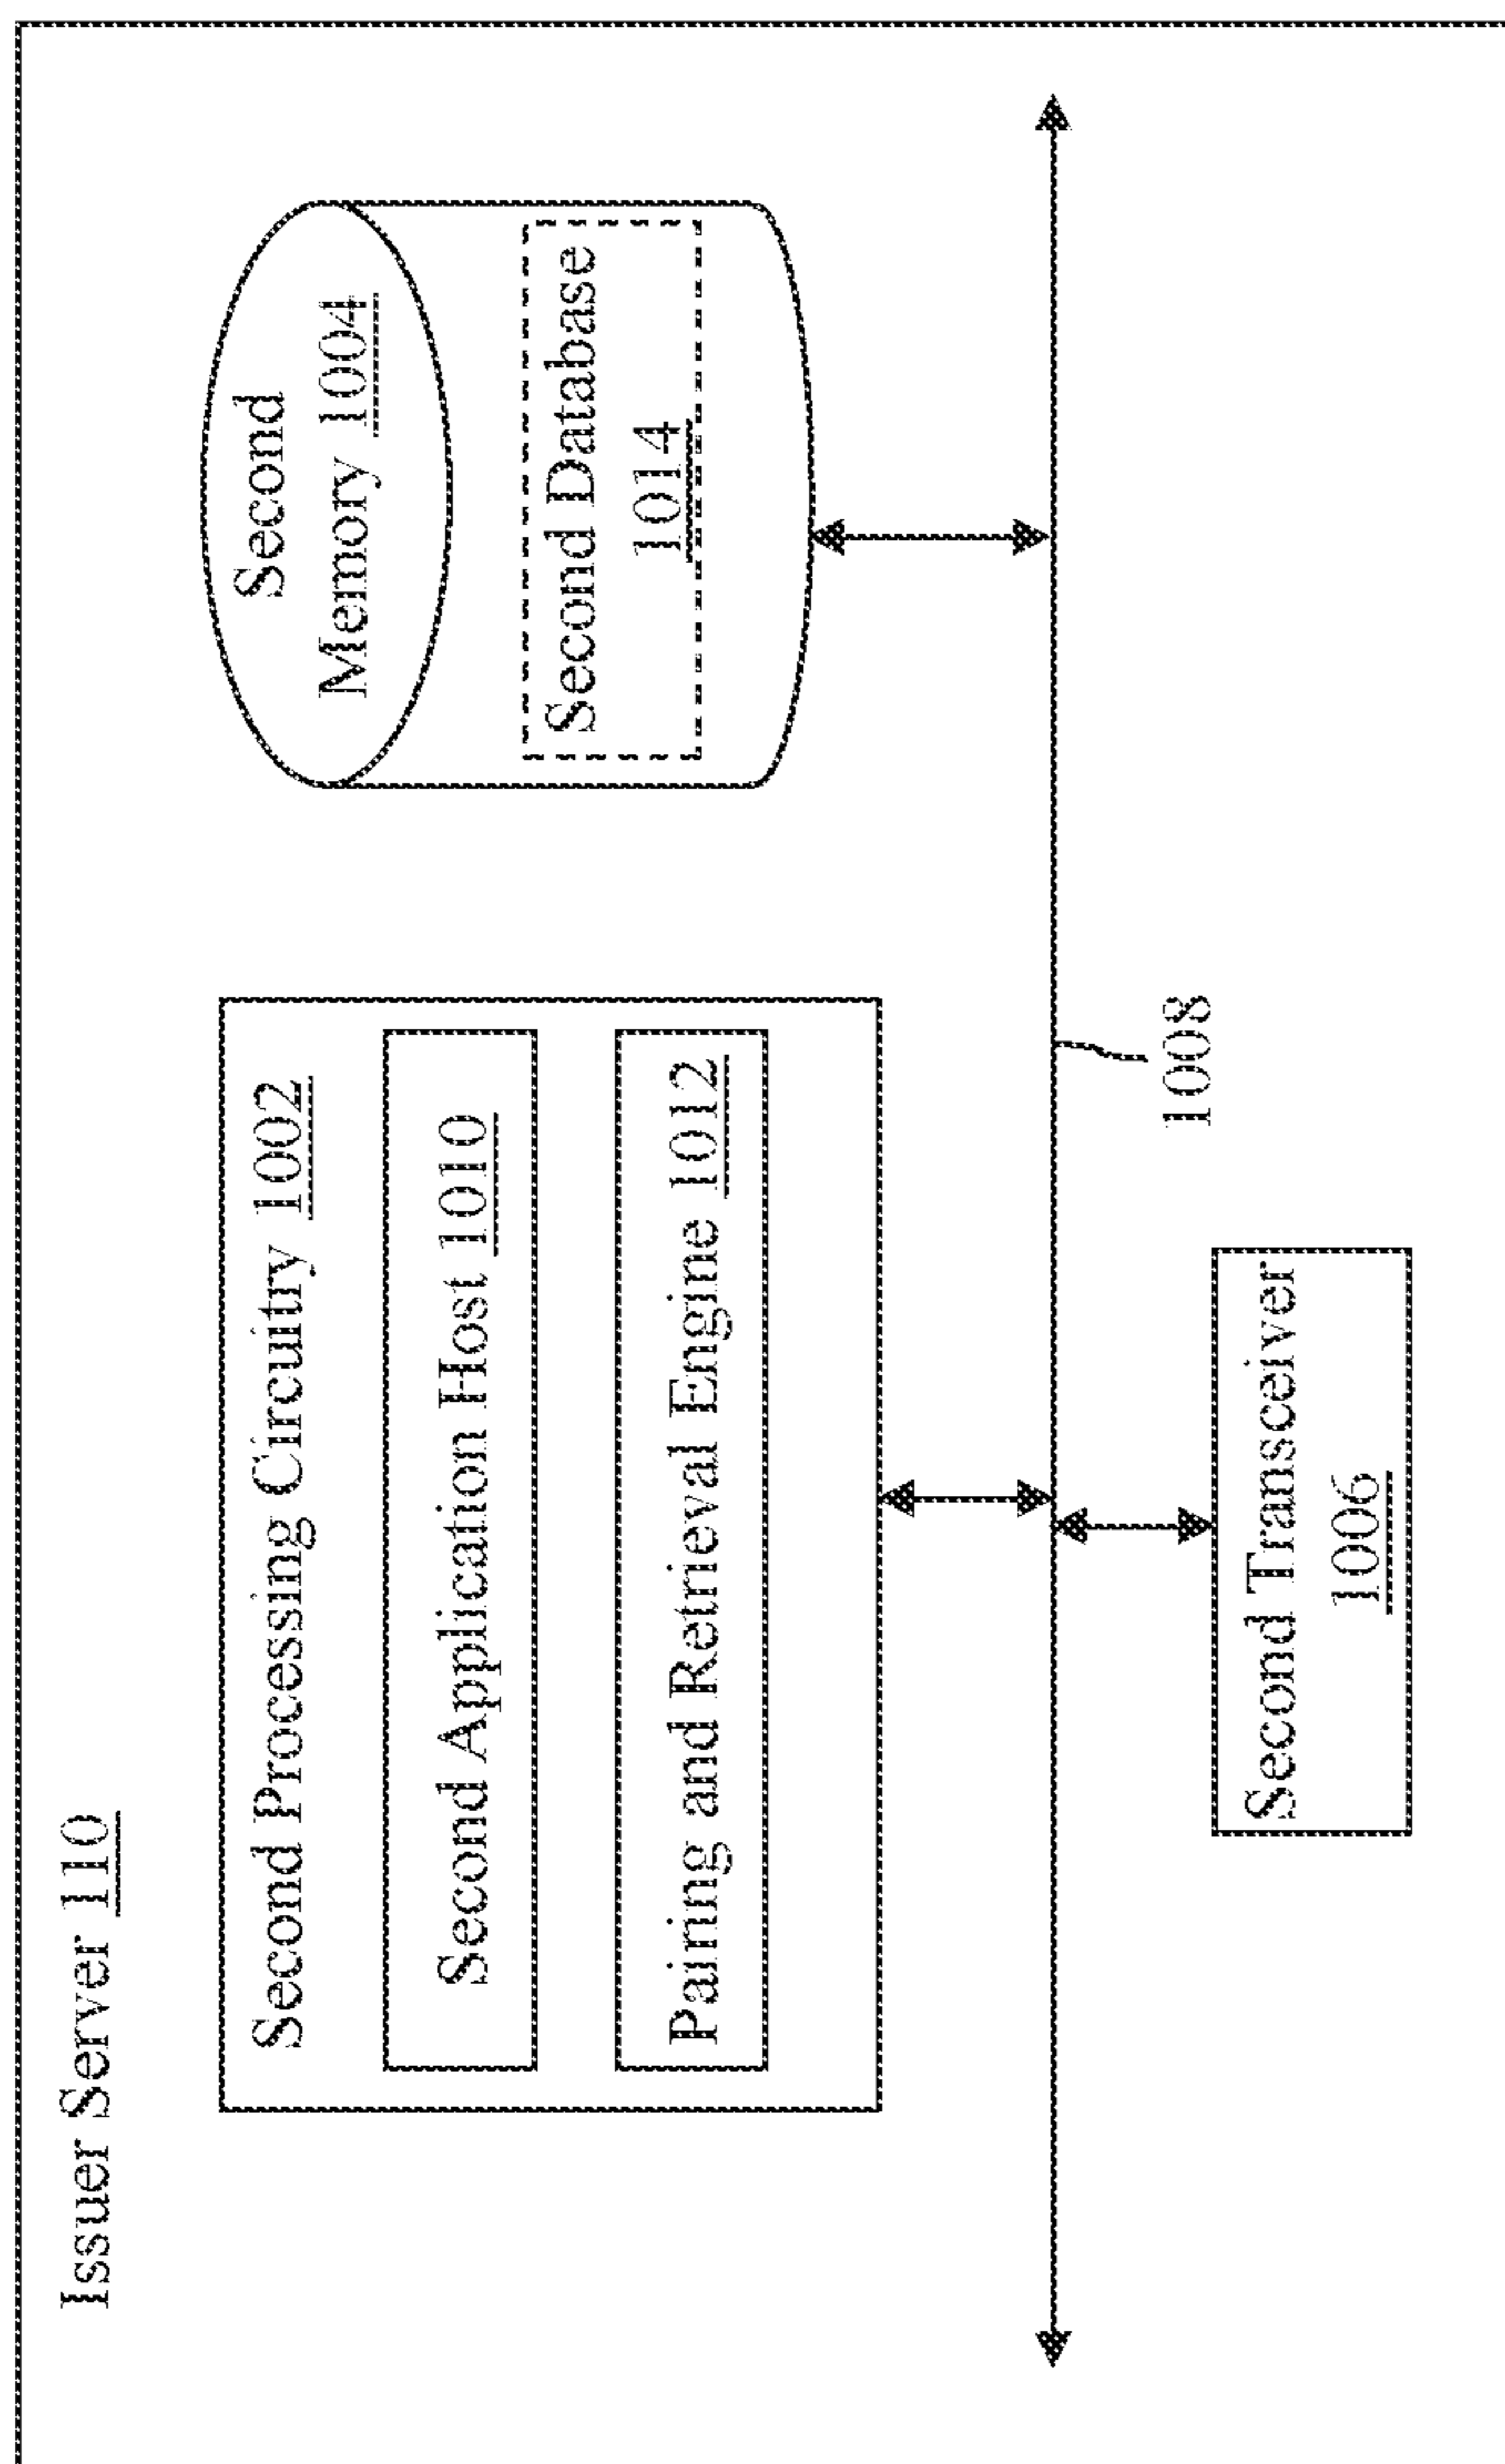 Issuer Server 110
Second Processing Circuitry 1002
Second Application Host 1010
Pairing and Retrieval Engine 1012
Second
Memory 1004
Second Database
1014
1008
Second Transceiver
1006